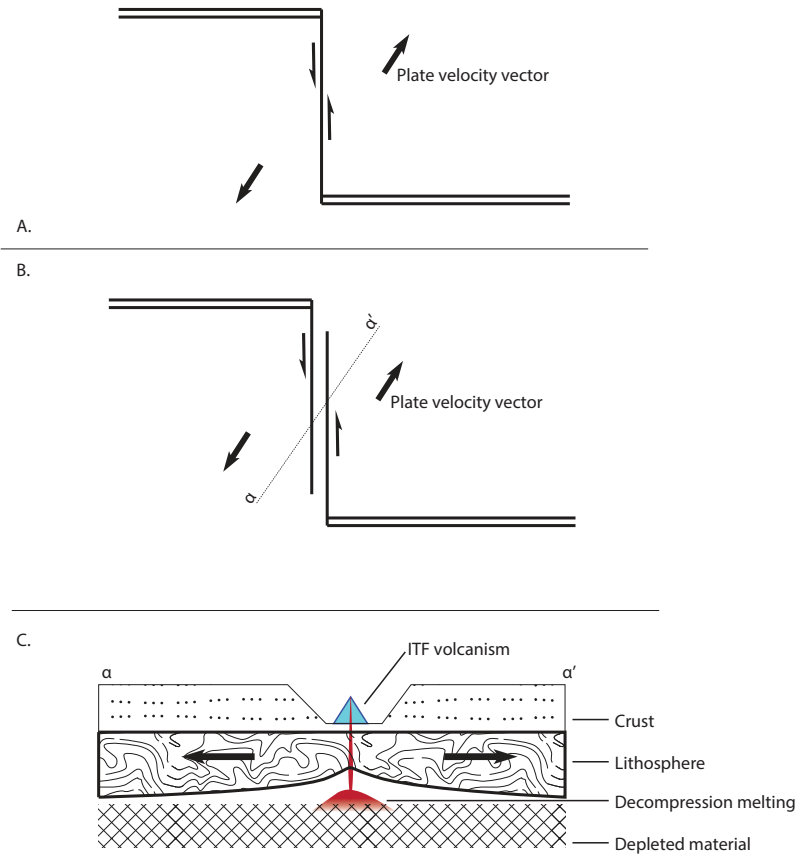 Plate velocity vector
A.
B.
α'
Plate velocity vector
α
C.
ITF volcanism
α
α'
Crust
Lithosphere
Decompression melting
Depleted material